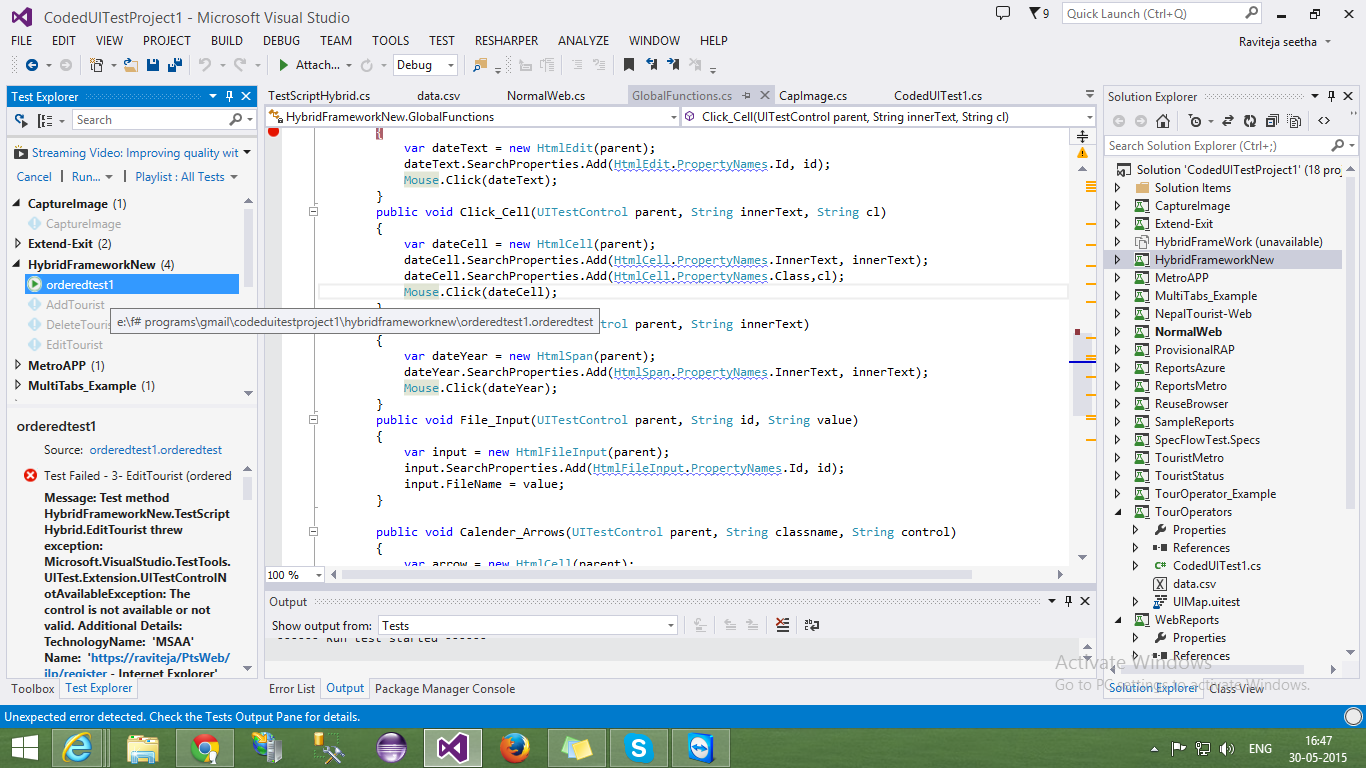 CodedUITestProject1 - Microsoft Visual Studio
9
Quick Launch (Ctrl+Q)
FILE EDIT VIEW PROJECT BUILD DEBUG TEAM TOOLS TEST RESHARPER ANALYZE WINDOW HELP
Raviteja seetha
Attach...
Debug
Test Explorer
Search
Streaming Video: Improving quality wit
Cancel
Run...
Playlist : All Tests
CaptureImage (1)
CaptureImage
Extend-Exit (2)
HybridFrameworkNew (4)
orderedtest1
AddTourist
DeleteTouris
EditTourist
MetroAPP (1)
MultiTabs_Example (1)
orderedtest1
Source: orderedtest1.orderedtest
Test Failed - 3- EditTourist (ordered
Message: Test method
HybridFrameworkNew.TestScript
Hybrid.EditTourist threw
exception:
Microsoft.VisualStudio.TestTools.
UITest.Extension.UITestControlN
otAvailableException: The
control is not available or not
valid. Additional Details:
TechnologyName: 'MSAA'
Name: 'https://raviteja/PtsWeb/
ilp/register - Internet Explorer'
Toolbox
Test Explorer
TestScriptHybrid.cs
data.csv
NormalWeb.cs
GlobalFunctions.cs
CapImage.cs
CodedUITest1.cs
HybridFrameworkNew.GlobalFunctions
Click_Cell(UITestControl parent, String innerText, String cl)
{
var dateText = new HtmlEdit(parent);
dateText.SearchProperties.Add(HtmlEdit.PropertyNames.Id, id);
Mouse.Click(dateText);
}
public void Click_Cell(UITestControl parent, String innerText, String cl)
{
var dateCell = new HtmlCell(parent);
dateCell.SearchProperties.Add(HtmlCell.PropertyNames.InnerText, innerText);
dateCell.SearchProperties.Add(HtmlCell.PropertyNames.Class,cl);
Mouse.Click(dateCell);
}
e:\f# programs\gmail\codeduitestproject1\hybridframeworknew\orderedtest1.orderedtest
ntrol parent, String innerText)
{
var dateYear = new HtmlSpan(parent);
dateYear.SearchProperties.Add(HtmlSpan.PropertyNames.InnerText, innerText);
Mouse.Click(dateYear);
}
public void File_Input(UITestControl parent, String id, String value)
{
var input = new HtmlFileInput(parent);
input.SearchProperties.Add(HtmlFileInput.PropertyNames.Id, id);
input.FileName = value;
}
public void Calender_Arrows(UITestControl parent, String classname, String control)
{
var arrow = new HtmlCell(parent);
100 %
Output
Show output from: Tests
------ Run test started ------
Error List
Output
Package Manager Console
Solution Explorer
Search Solution Explorer (Ctrl+;)
Solution 'CodedUITestProject1' (18 proj
Solution Items
CaptureImage
Extend-Exit
HybridFrameWork (unavailable)
HybridFrameworkNew
MetroAPP
MultiTabs_Example
NepalTourist-Web
NormalWeb
ProvisionalRAP
ReportsAzure
ReportsMetro
ReuseBrowser
SampleReports
SpecFlowTest.Specs
TouristMetro
TouristStatus
TourOperator_Example
TourOperators
Properties
References
CodedUITest1.cs
data.csv
UIMap.uitest
WebReports
Properties
References
Activate Windows
Go to PC settings to activate Windows.
Solution Explorer
Class View
Unexpected error detected. Check the Tests Output Pane for details.
ENG
16:47
30-05-2015